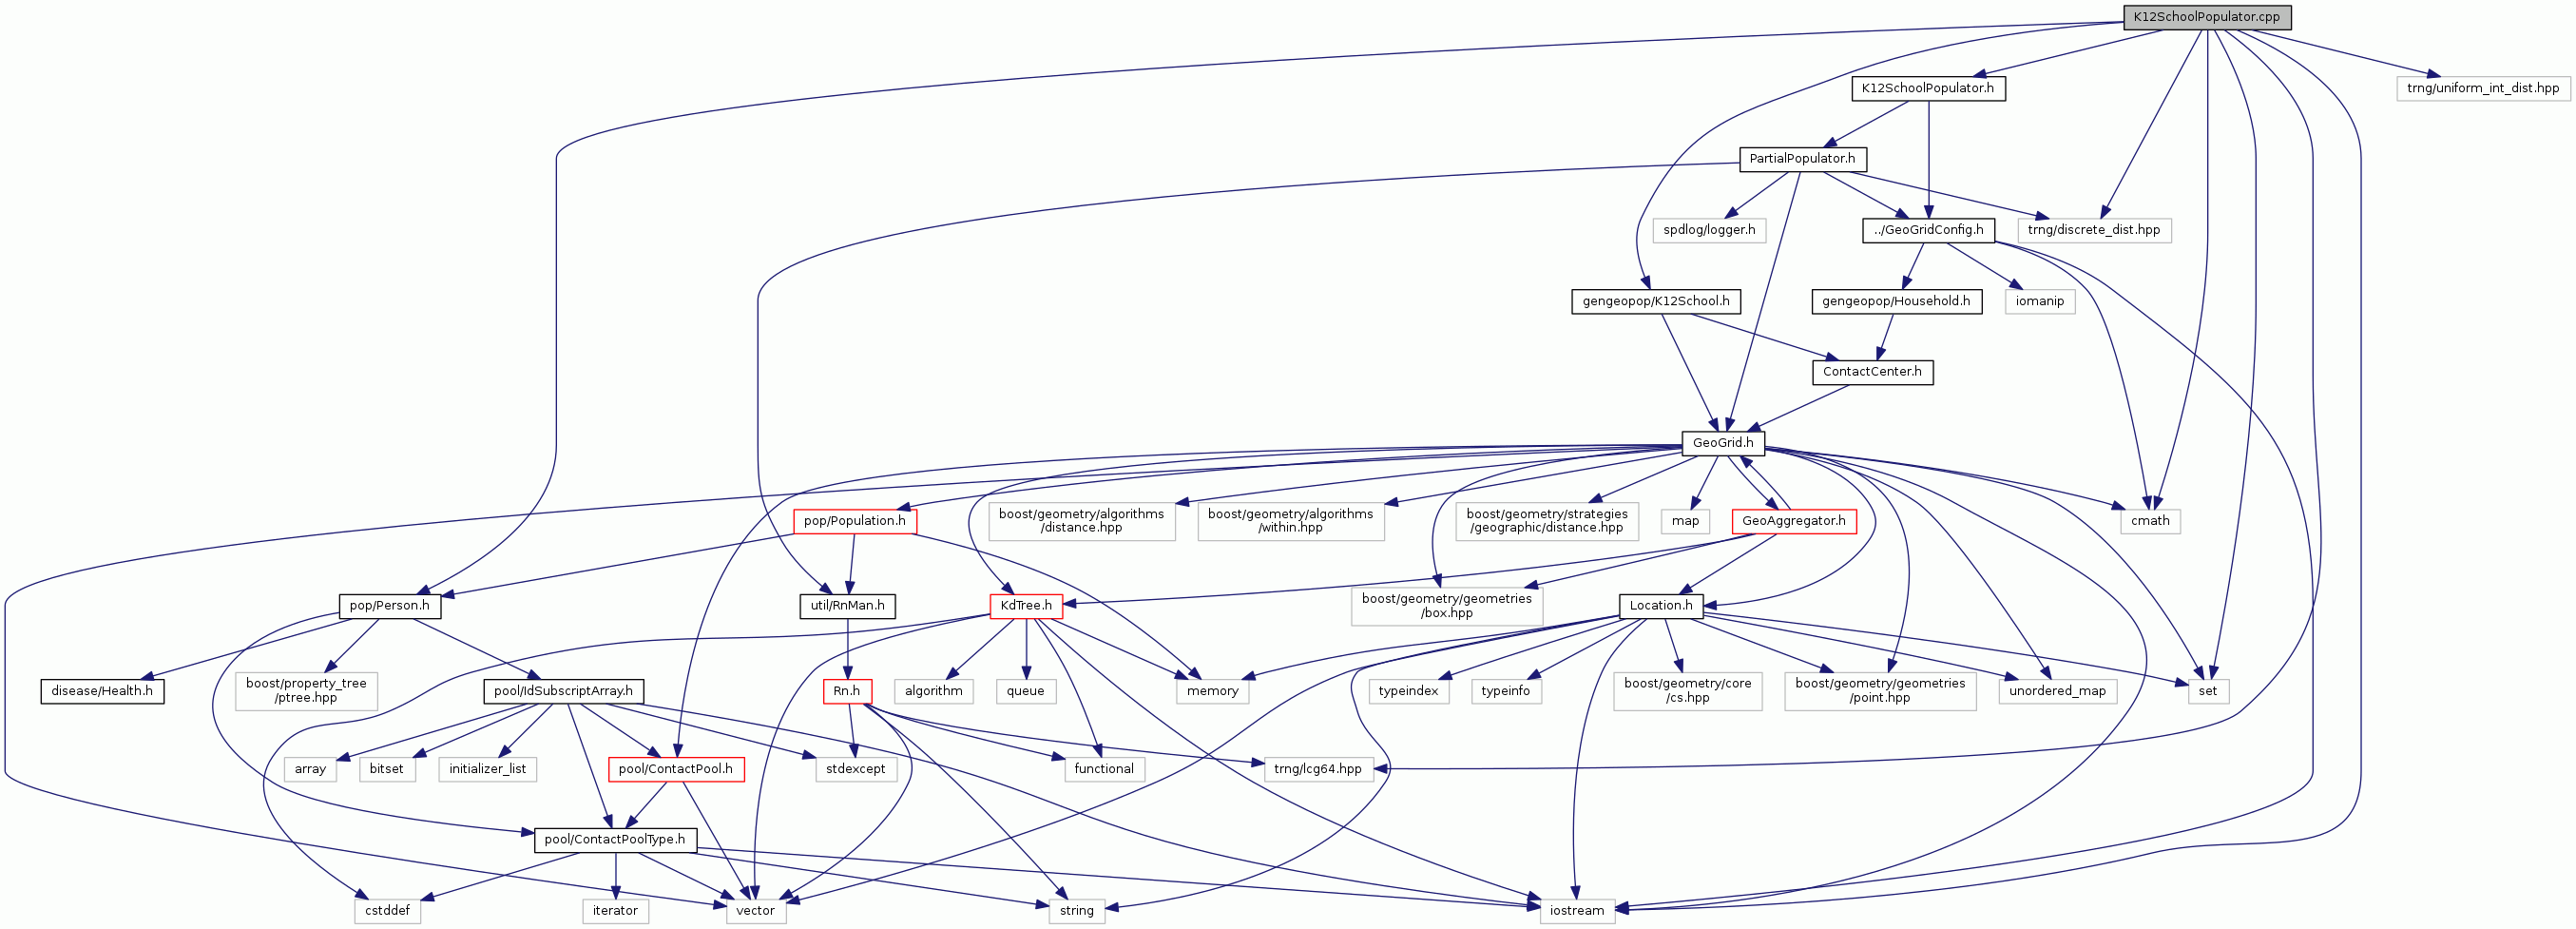 K12SchoolPopulator.cpp
K12SchoolPopulator.h
trng/uniform_int_dist.hpp
PartialPopulator.h
spdlog/logger.h
../GeoGridConfig.h
trng/discrete_dist.hpp
gengeopop/K12School.h
gengeopop/Household.h
iomanip
ContactCenter.h
GeoGrid.h
pop/Population.h
boost/geometry/algorithms
/distance.hpp
boost/geometry/algorithms
/within.hpp
boost/geometry/strategies
/geographic/distance.hpp
map
GeoAggregator.h
cmath
pop/Person.h
util/RnMan.h
KdTree.h
boost/geometry/geometries
/box.hpp
Location.h
disease/Health.h
boost/property_tree
/ptree.hpp
pool/IdSubscriptArray.h
Rn.h
algorithm
queue
memory
typeindex
typeinfo
boost/geometry/core
/cs.hpp
boost/geometry/geometries
/point.hpp
unordered_map
set
array
bitset
initializer_list
pool/ContactPool.h
stdexcept
functional
trng/lcg64.hpp
pool/ContactPoolType.h
cstddef
iterator
vector
string
iostream